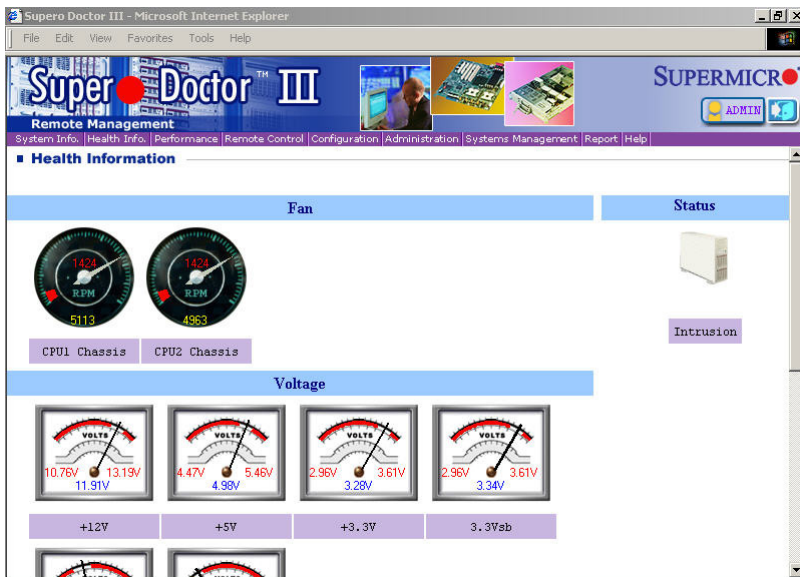 Supero Doctor III - Microsoft Internet Explorer
File Edit View Favorites Tools Help
Super Doctor™ III
SUPERMICRO
Remote Management
ADMIN
System Info. Health Info. Performance Remote Control Configuration Administration Systems Management Report Help
Health Information
Fan
Status
1424
RPM
5113
1424
RPM
4963
CPU1 Chassis
CPU2 Chassis
Intrusion
Voltage
VOLTS
10.76V 13.19V
11.91V
VOLTS
4.47V 5.46V
4.98V
VOLTS
2.96V 3.61V
3.28V
VOLTS
2.96V 3.61V
3.34V
+12V
+5V
+3.3V
3.3Vsb
VOLTS
VOLTS